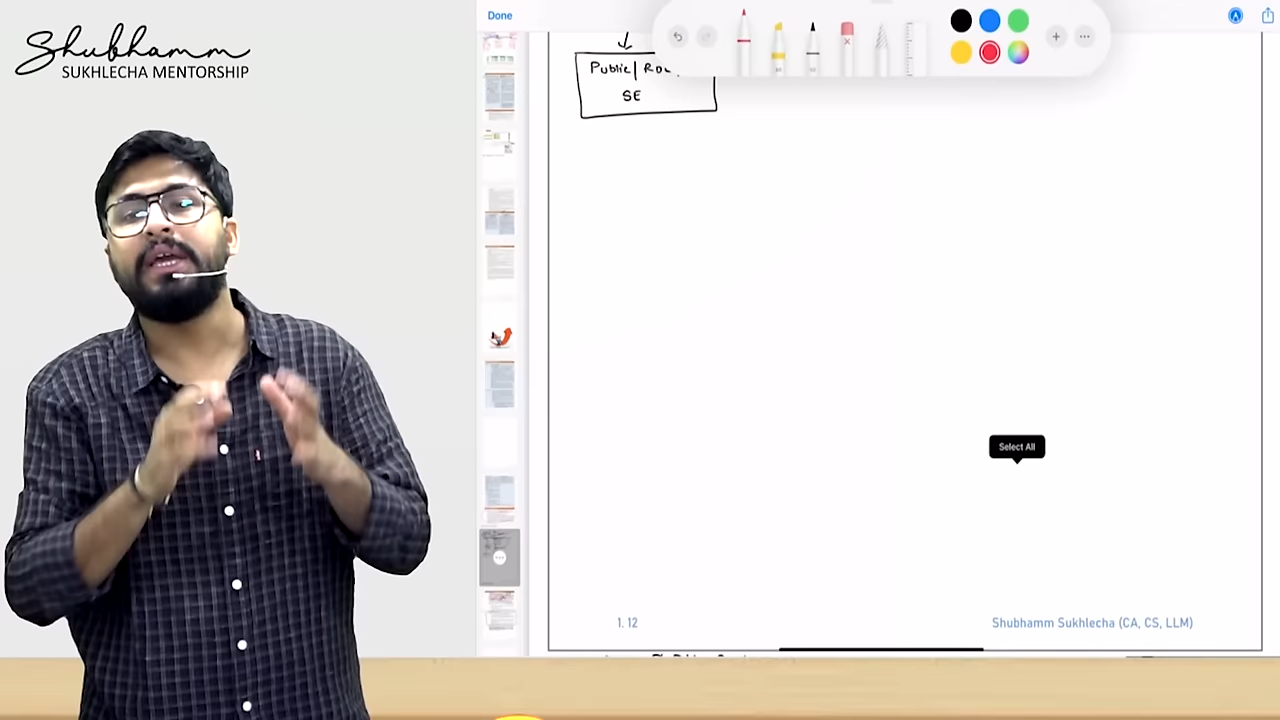 Shubhamm
SUKHLECHA MENTORSHIP
Done
Public/
SE
Select All
1. 12
Shubhamm Sukhlecha (CA, CS, LLM)